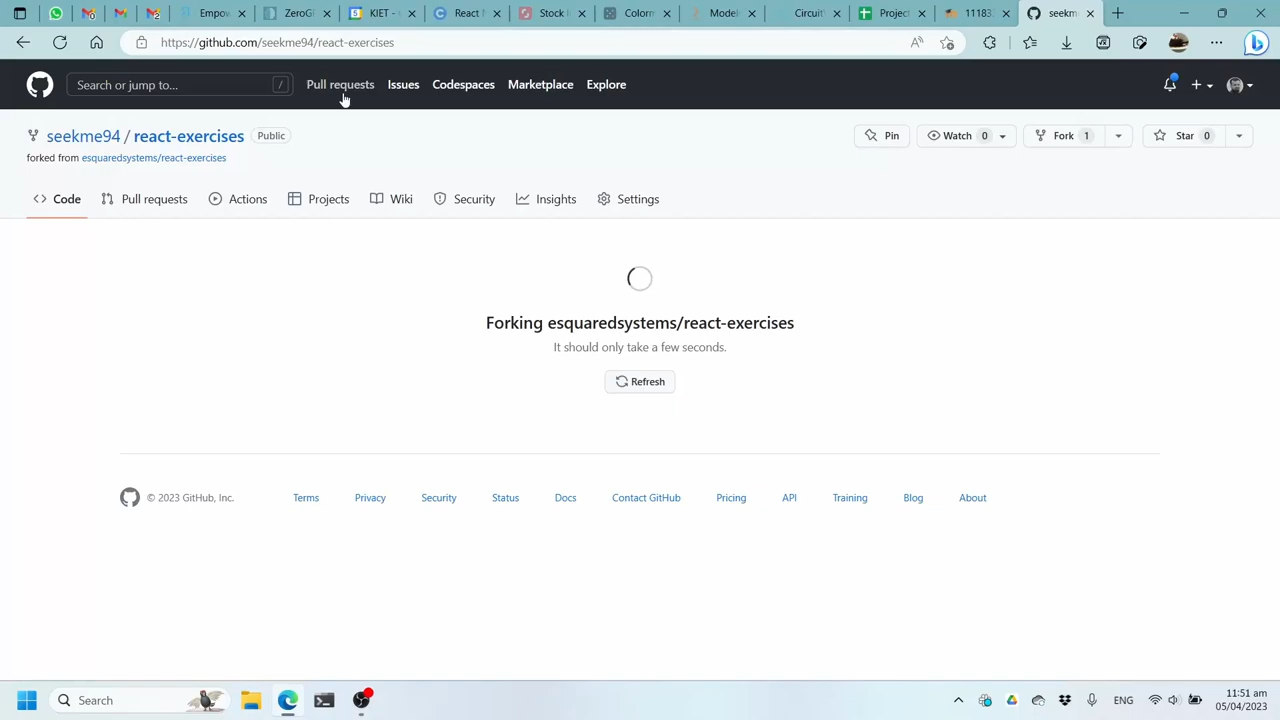 Empow
ZeroG
KIET -
React N
Stock I
Colorm
Model
Circuit
Project
11183
seekm
https://github.com/seekme94/react-exercises
Search or jump to... /
Pull requests Issues Codespaces Marketplace Explore
seekme94 / react-exercises Public
Pin Watch 0 Fork 1 Star 0
forked from esquaredsystems/react-exercises
Code Pull requests Actions Projects Wiki Security Insights Settings
Forking esquaredsystems/react-exercises
It should only take a few seconds.
Refresh
© 2023 GitHub, Inc. Terms Privacy Security Status Docs Contact GitHub Pricing API Training Blog About
Search
ENG
11:51 am
05/04/2023